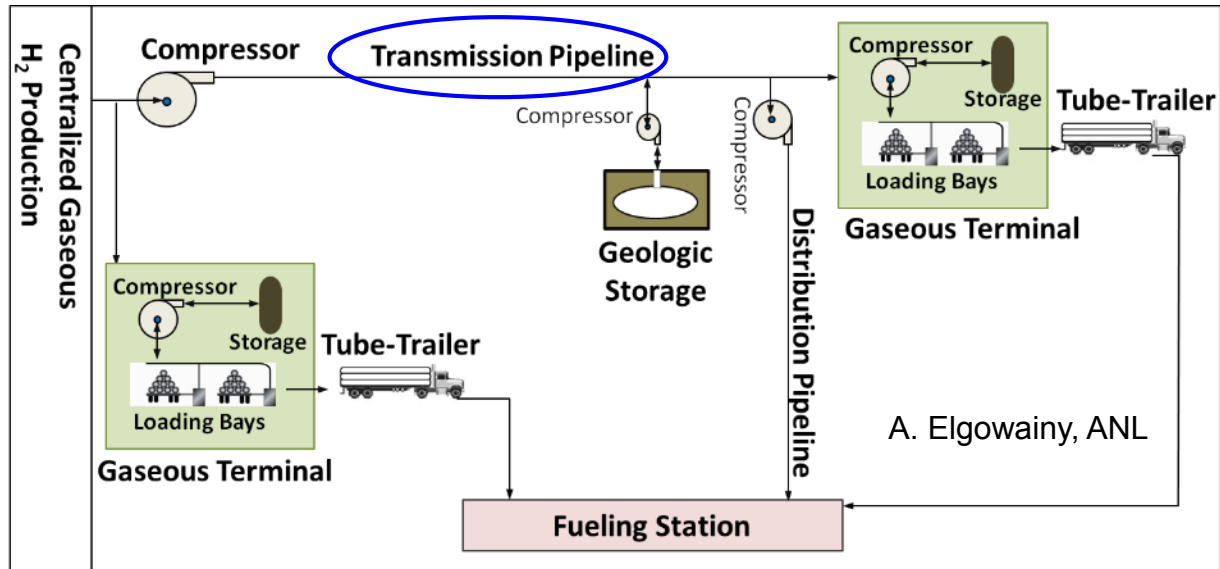 Centralized Gaseous
H2 Production
Compressor
Transmission Pipeline
Compressor
Compressor
Geologic
Storage
Distribution Pipeline
Compressor
Storage
Loading Bays
Gaseous Terminal
Tube-Trailer
Compressor
Storage
Loading Bays
Gaseous Terminal
Tube-Trailer
A. Elgowainy, ANL
Fueling Station